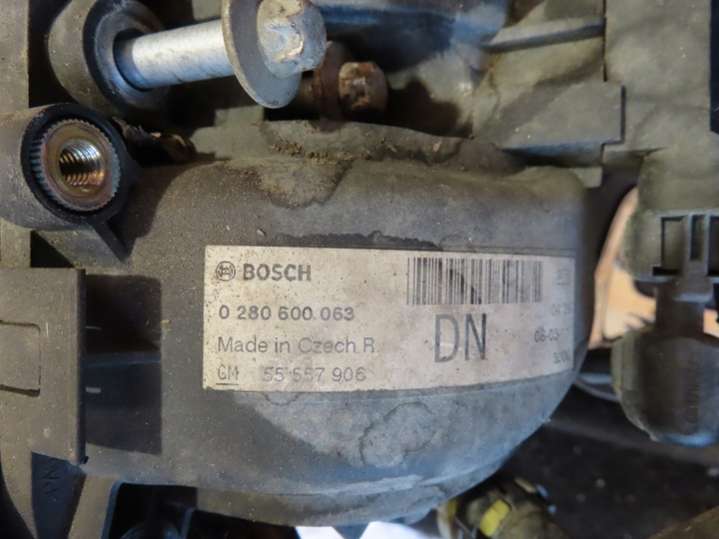 BOSCH
0 280 600 063
Made in Czech R.
GM 55 557 906
DN